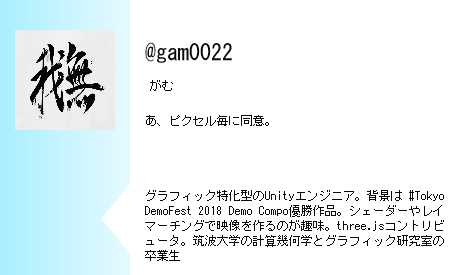 我無
@gam0022
がむ
あ、ピクセル毎に同意。
グラフィック特化型のUnityエンジニア。背景は #Tokyo
DemoFest 2018 Demo Compo優勝作品。シェーダーやレイ
マーチングで映像を作るのが趣味。three.jsコントリビ
ュータ。筑波大学の計算幾何学とグラフィック研究室の
卒業生